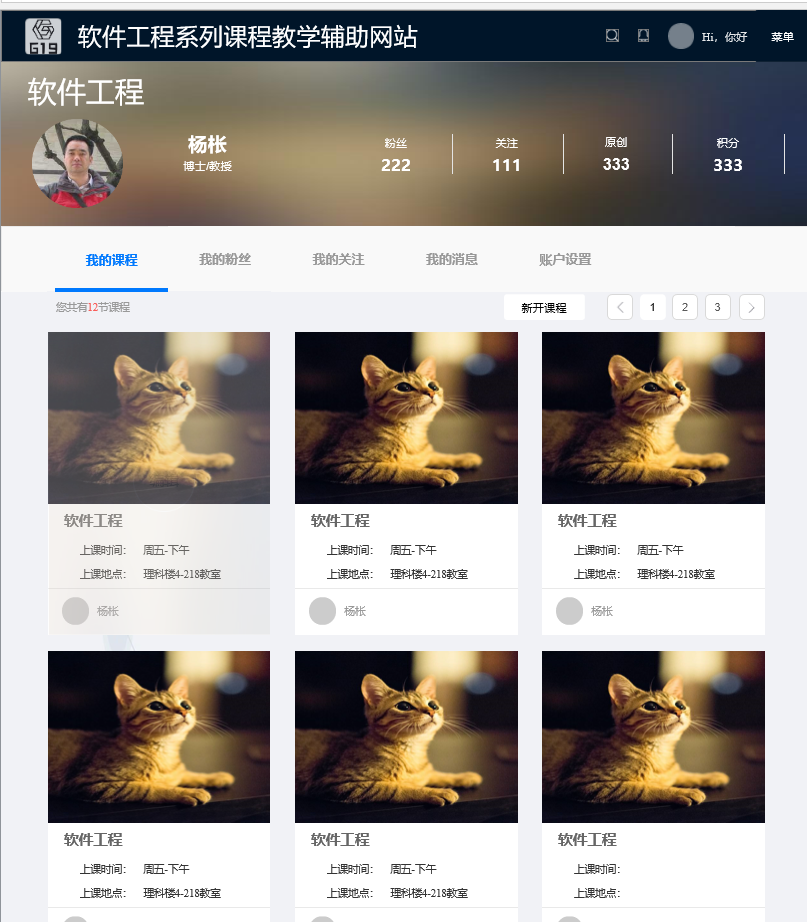 G19 软件工程系列课程教学辅助网站 Hi，你好 菜单
软件工程
杨枨
博士/教授
粉丝 关注 原创 积分
222 111 333 333
我的课程 我的粉丝 我的关注 我的消息 账户设置
您共有12节课程 新开课程 1 2 3
软件工程 软件工程 软件工程
上课时间： 周五-下午 上课时间： 周五-下午 上课时间： 周五-下午
上课地点： 理科楼4-218教室 上课地点： 理科楼4-218教室 上课地点： 理科楼4-218教室
杨枨 杨枨 杨枨
软件工程 软件工程 软件工程
上课时间： 周五-下午 上课时间： 周五-下午 上课时间：
上课地点： 理科楼4-218教室 上课地点： 理科楼4-218教室 上课地点：